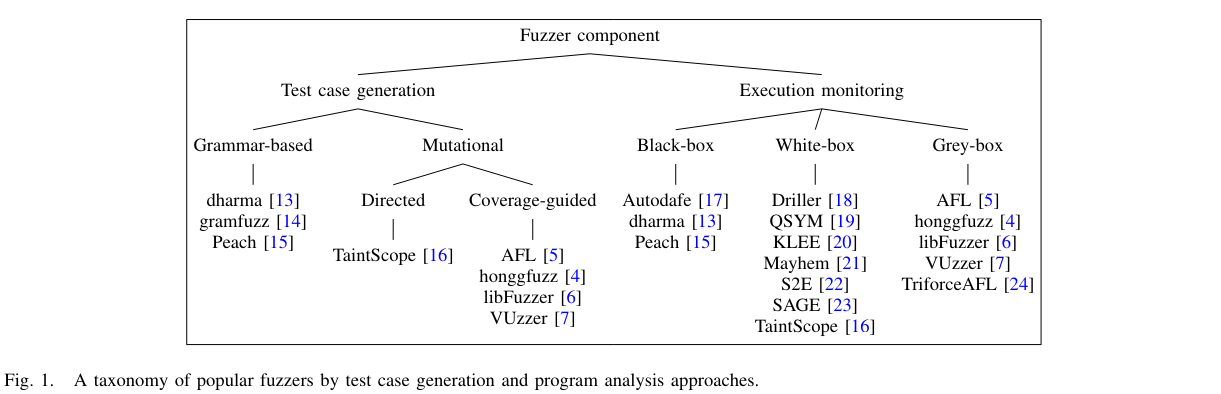 Fuzzer component
Test case generation
Execution monitoring
Grammar-based
Mutational
Black-box
White-box
Grey-box
dharma [13]
gramfuzz [14]
Peach [15]
Directed
TaintScope [16]
Coverage-guided
AFL [5]
honggfuzz [4]
libFuzzer [6]
VUzzer [7]
Autodafe [17]
dharma [13]
Peach [15]
Driller [18]
QSYM [19]
KLEE [20]
Mayhem [21]
S2E [22]
SAGE [23]
TaintScope [16]
AFL [5]
honggfuzz [4]
libFuzzer [6]
VUzzer [7]
TriforceAFL [24]
Fig. 1. A taxonomy of popular fuzzers by test case generation and program analysis approaches.